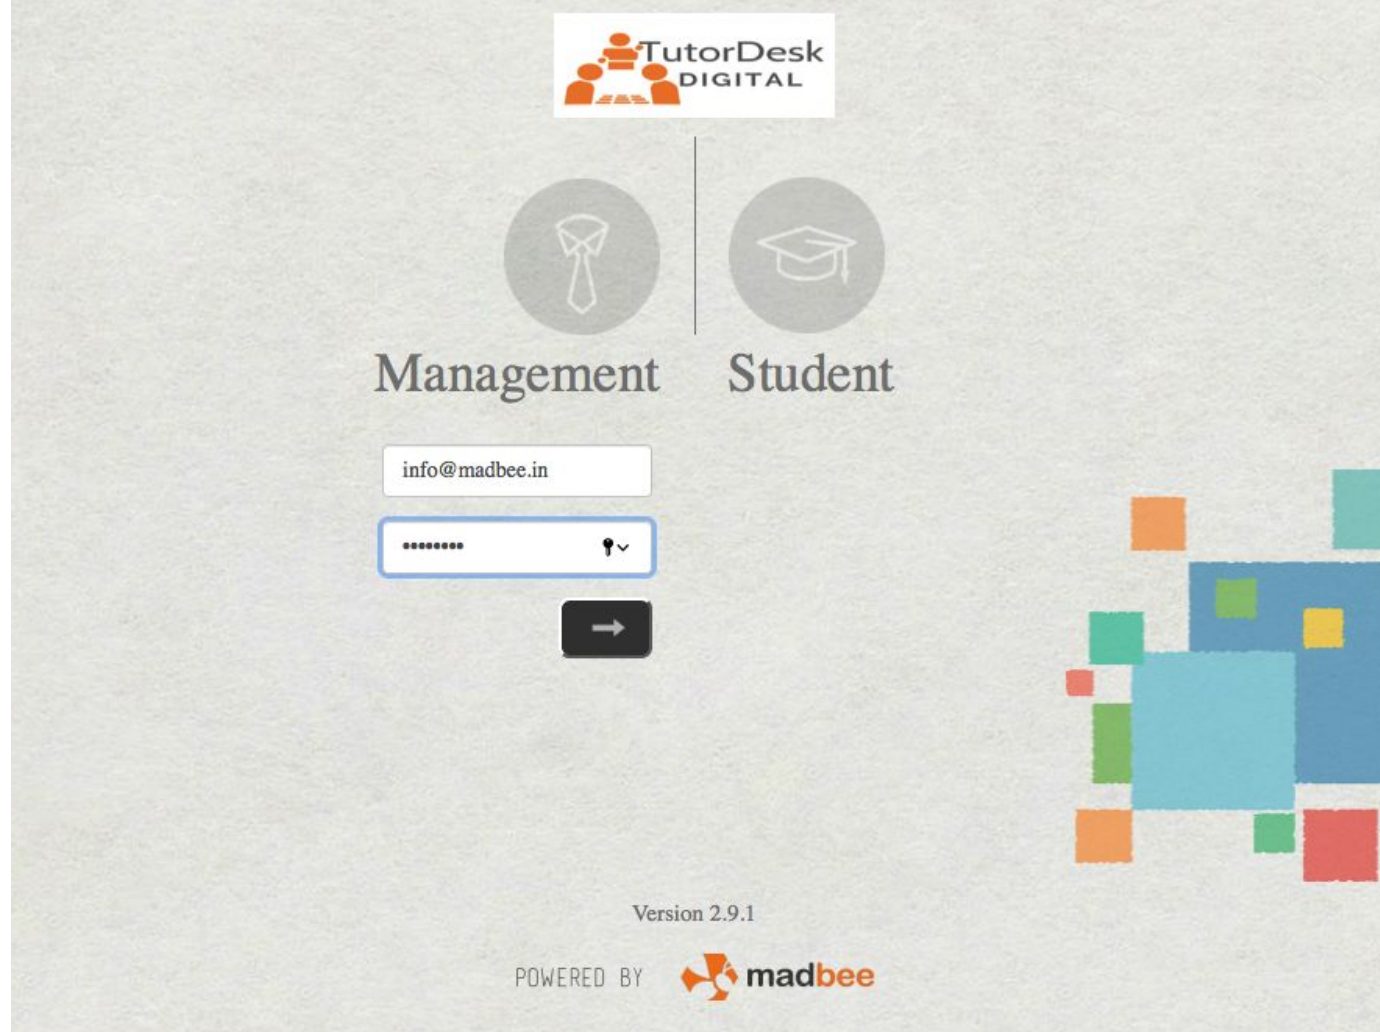 TutorDesk
DIGITAL
Management
Student
info@madbee.in
••••••••
Version 2.9.1
POWERED BY madbee